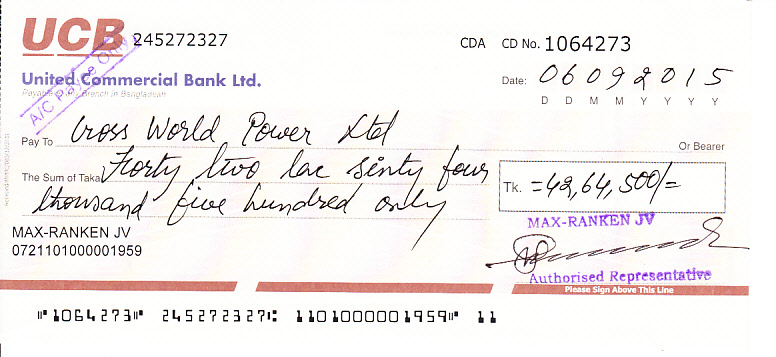 UCB 245272327 CDA CD No. 1064273
United Commercial Bank Ltd. Date: 06092015
Payable at any Branch in Bangladesh D D M M Y Y Y Y
A/C Payee Only
Pay To Cross World Power Ltd Or Bearer
The Sum of Taka Forty two lac sixty four Tk. =42,64,500/=
thousand five hundred only
MAX-RANKEN JV MAX-RANKEN JV
0721101000001959
Authorised Representative
Please Sign Above This Line
⑈1064273⑈ 245272327⑆ 1101000001959⑈ 11